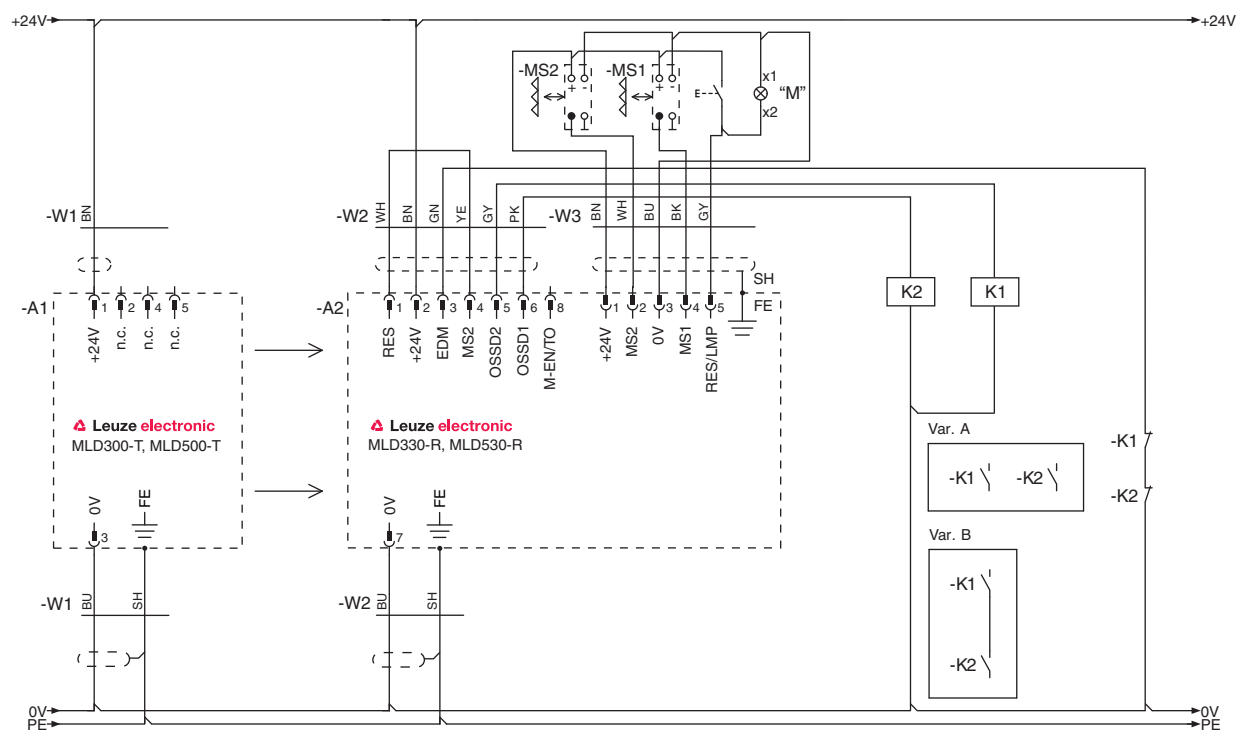 +24V +24V
-MS2 + - -MS1 + - x1 "M" x2
-W1 BN -W2 WH BN GN YE GY PK -W3 BN WH BU BK GY
SH
K2 K1
-A1 1 2 4 5 -A2 1 2 3 4 5 6 8 1 2 3 4 5 FE
+24V n.c. n.c. n.c. RES +24V EDM MS2 OSSD2 OSSD1 M-EN/TO +24V MS2 0V MS1 RES/LMP
Leuze electronic Leuze electronic
MLD300-T, MLD500-T MLD330-R, MLD530-R
Var. A
-K1
-K1 -K2
-K2
0V FE 0V FE
3 7
Var. B
-K1
-K2
-W1 BU SH -W2 BU SH
0V 0V
PE PE